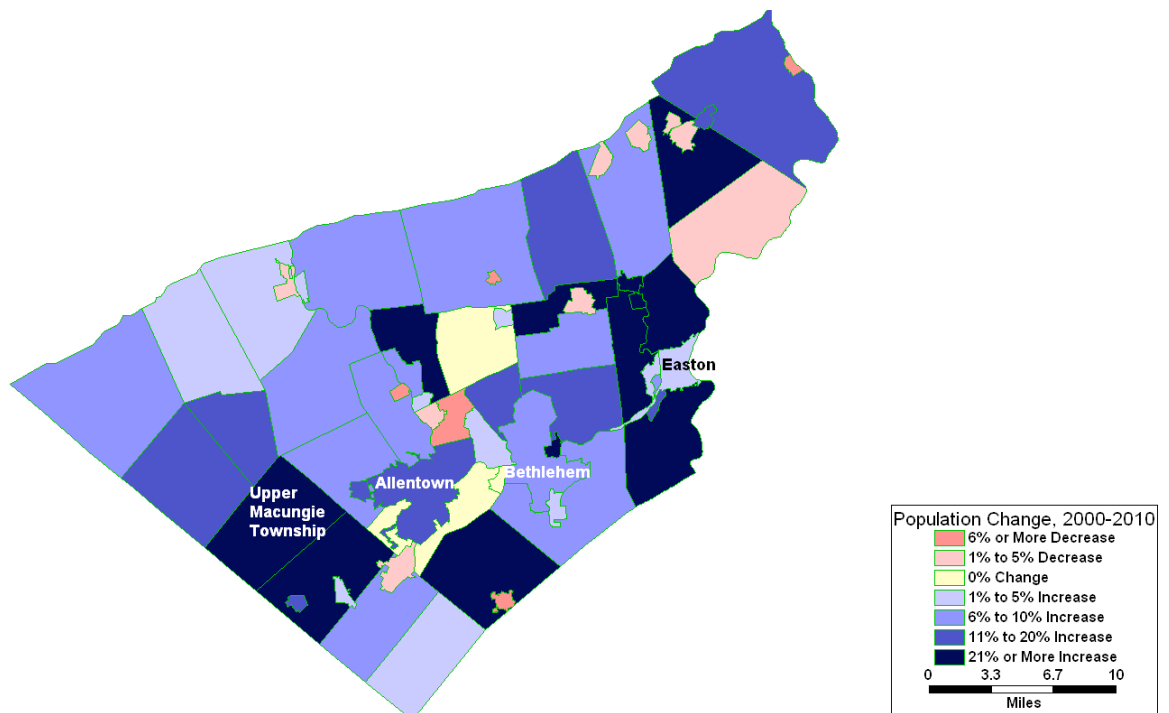 Easton
Bethlehem
Allentown
Upper
Macungie
Township
Population Change, 2000-2010
6% or More Decrease
1% to 5% Decrease
0% Change
1% to 5% Increase
6% to 10% Increase
11% to 20% Increase
21% or More Increase
0 3.3 6.7 10
Miles